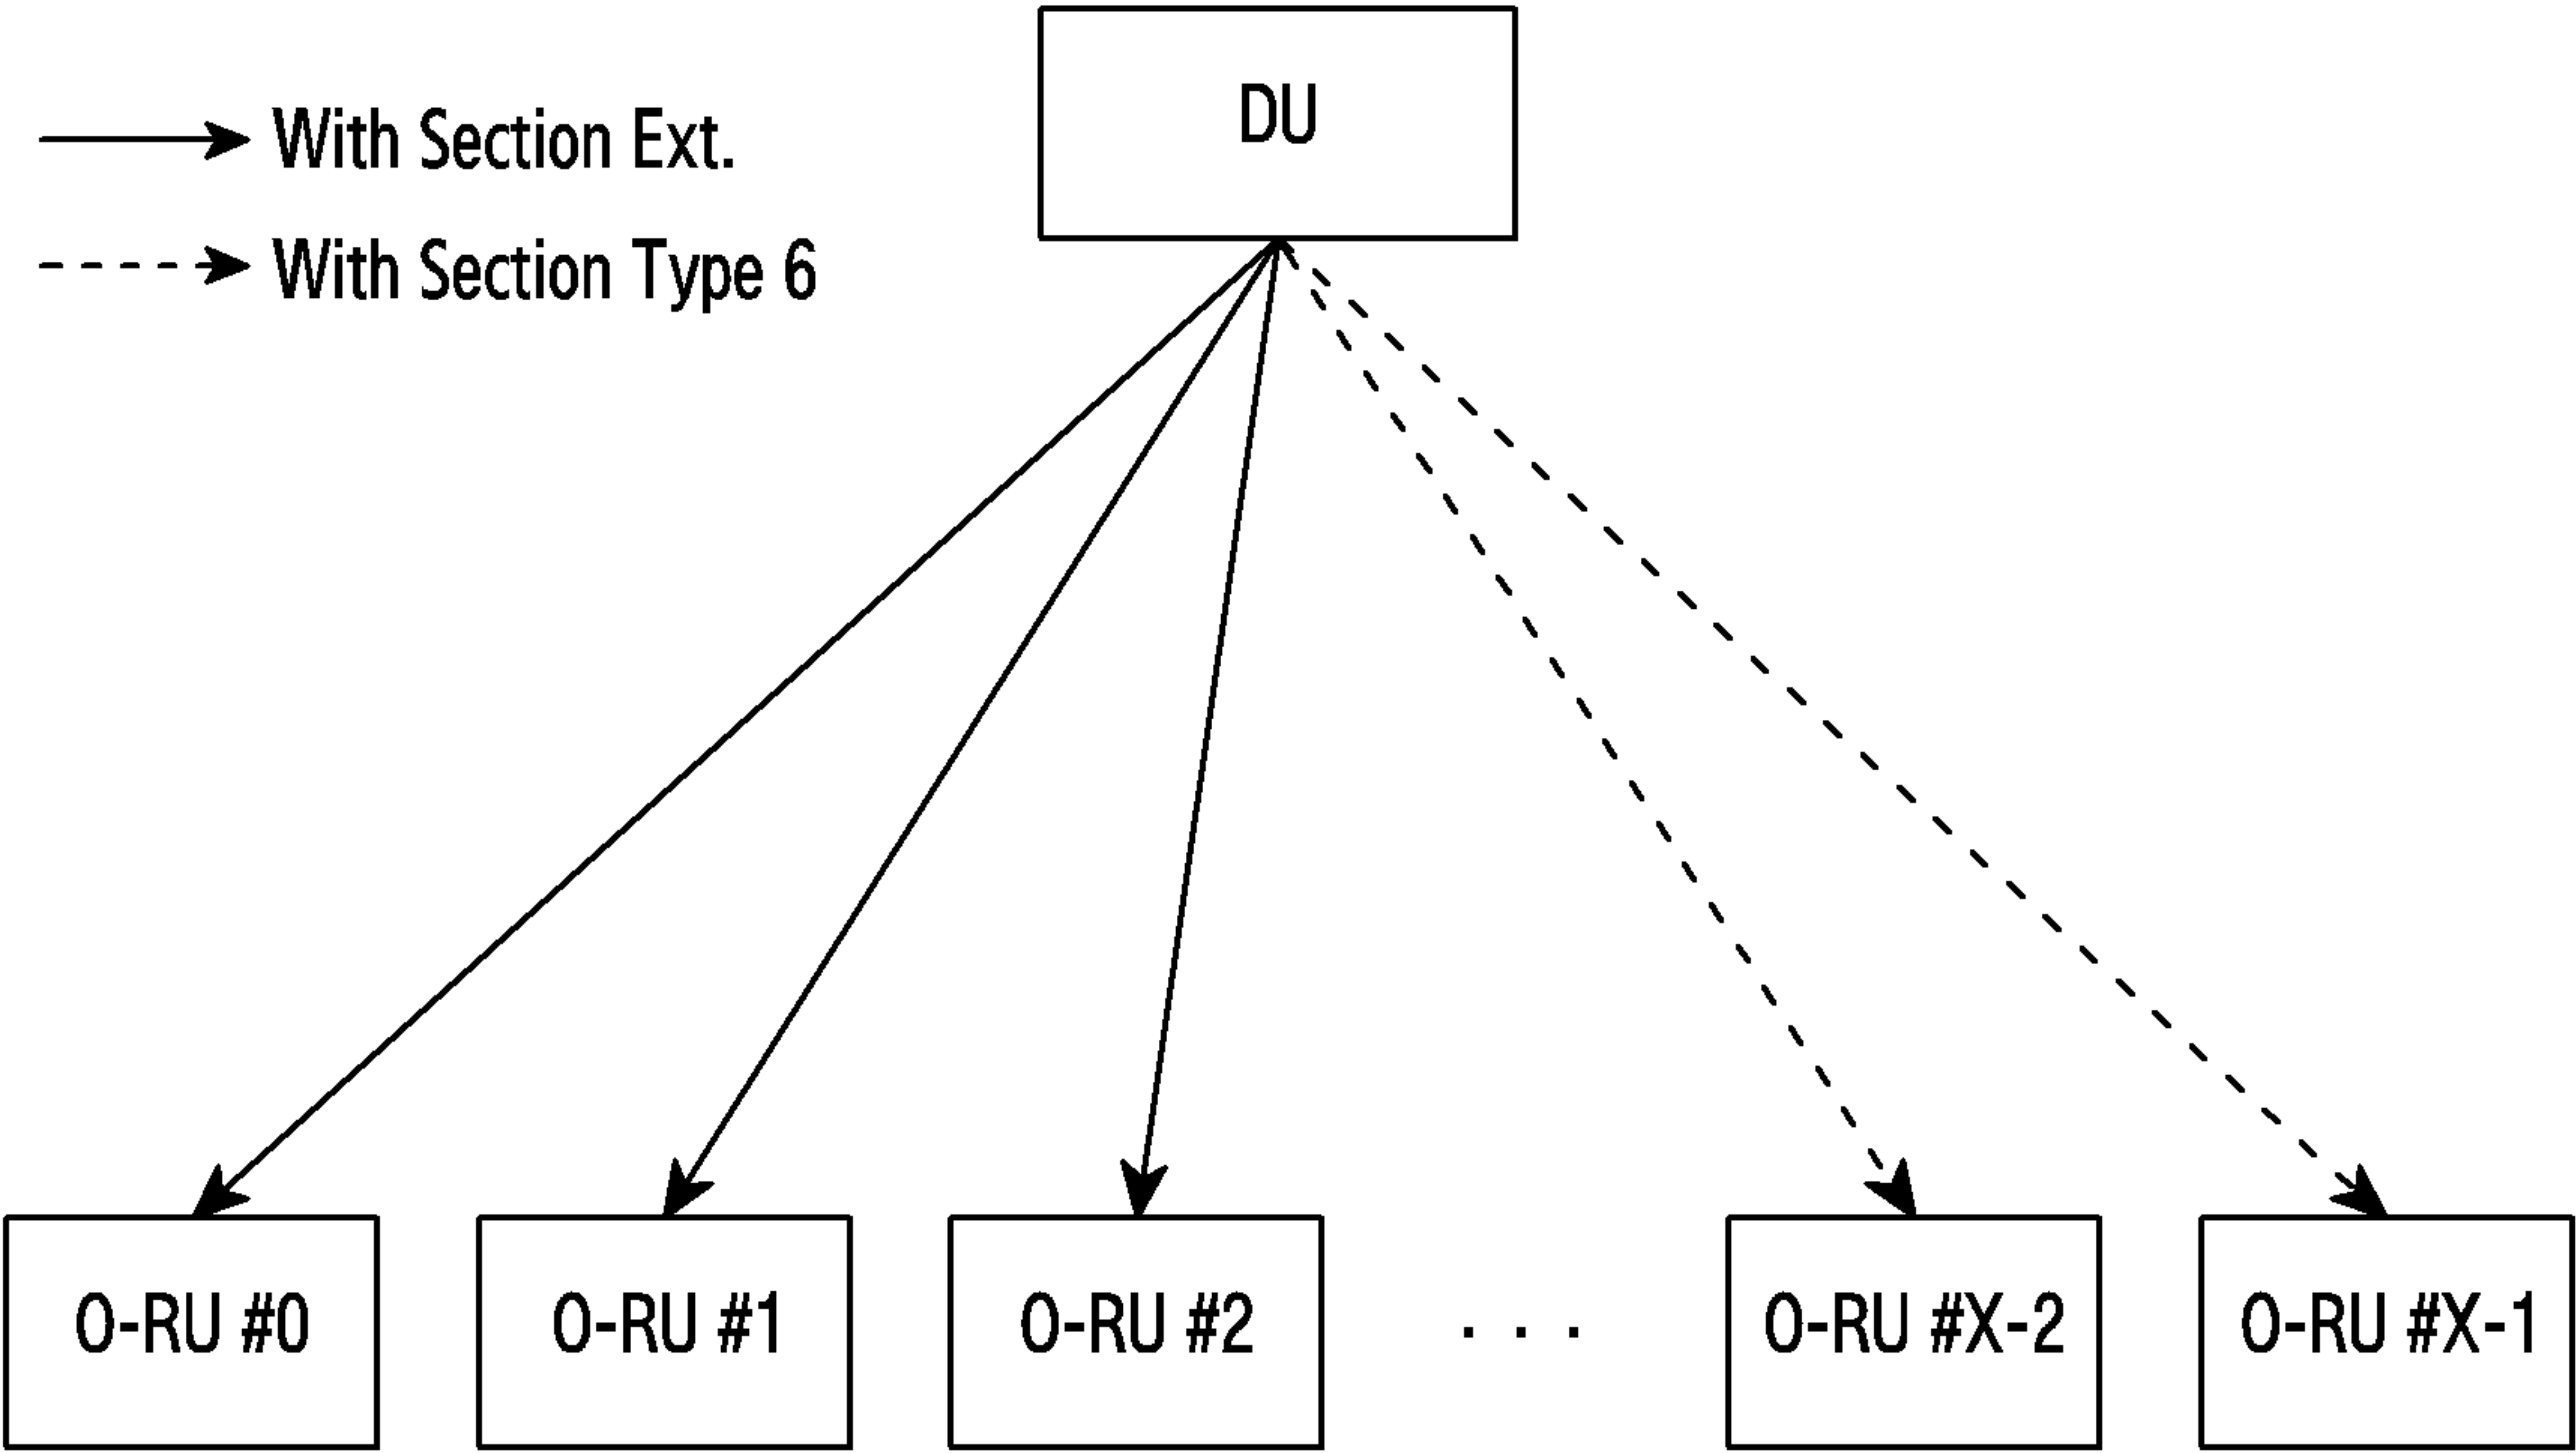 DU
With Section Ext.
With Section Type 6
O-RU #0
O-RU #1
O-RU #2
. . .
O-RU #X-2
O-RU #X-1